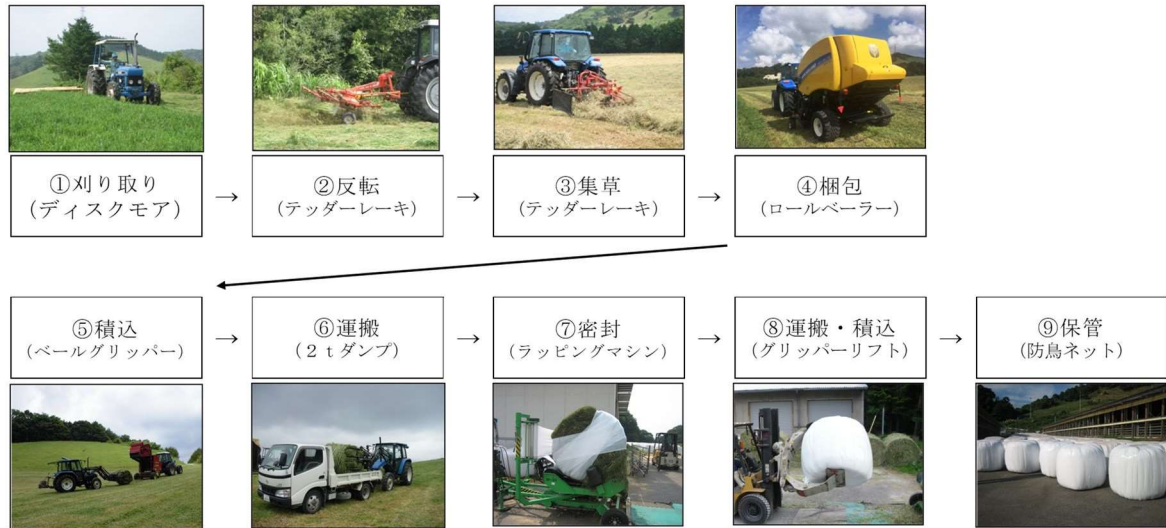 ①刈り取り
(ディスクモア)
→
②反転
(テッダーレーキ)
→
③集草
(テッダーレーキ)
→
④梱包
(ロールベーラー)
⑤積込
(ベールグリッパー)
→
⑥運搬
(2tダンプ)
→
⑦密封
(ラッピングマシン)
→
⑧運搬・積込
(グリッパーリフト)
→
⑨保管
(防鳥ネット)